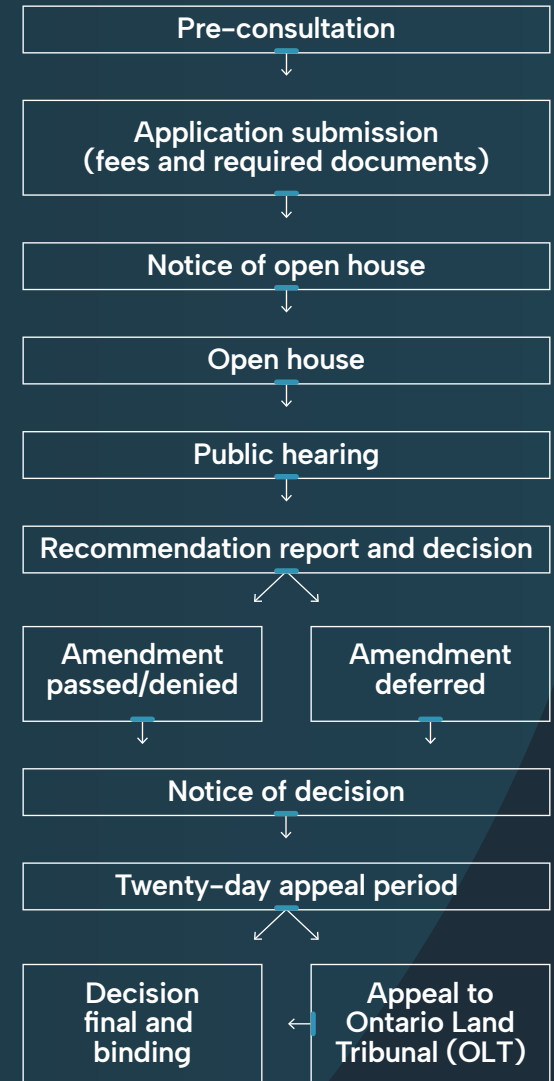 Pre-consultation
Application submission
(fees and required documents)
Notice of open house
Open house
Public hearing
Recommendation report and decision
Amendment
passed/denied
Amendment
deferred
Notice of decision
Twenty-day appeal period
Decision
final and
binding
Appeal to
Ontario Land
Tribunal (OLT)